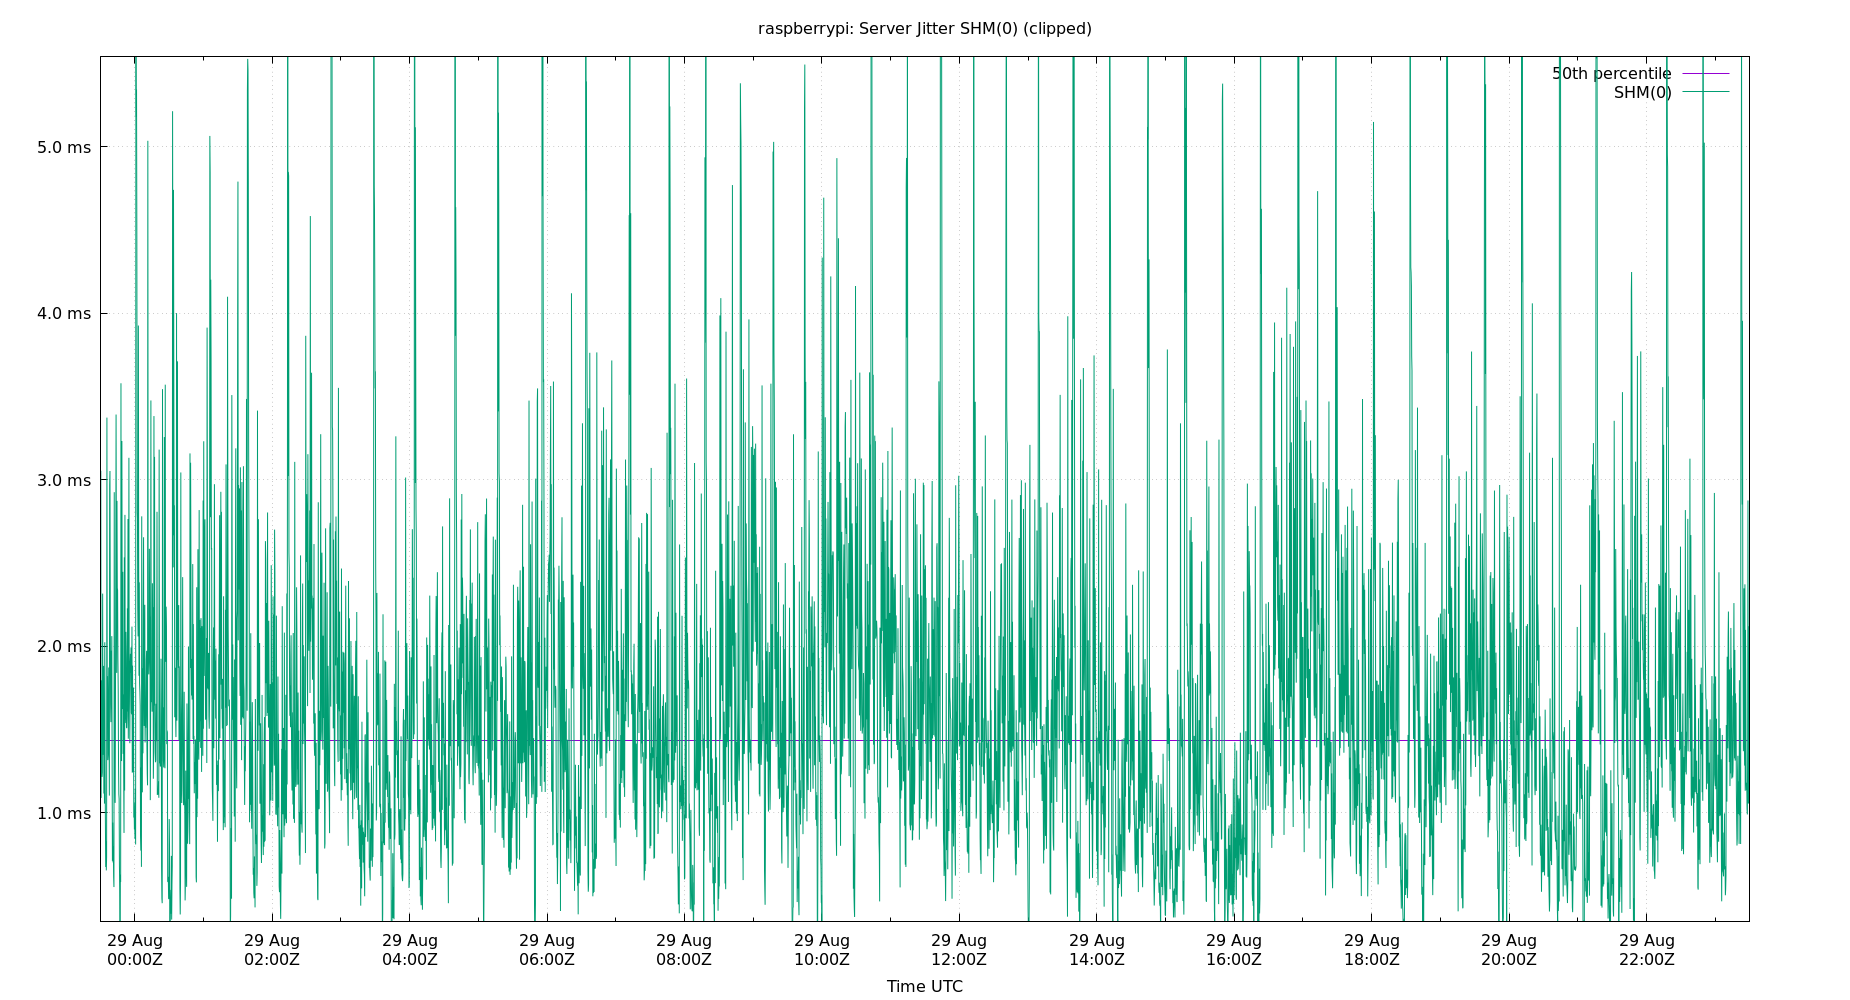 raspberrypi: Server Jitter SHM(0) (clipped)
50th percentile
SHM(0)
5.0 ms
4.0 ms
3.0 ms
2.0 ms
1.0 ms
29 Aug 29 Aug 29 Aug 29 Aug 29 Aug 29 Aug 29 Aug 29 Aug 29 Aug 29 Aug 29 Aug 29 Aug
00:00Z 02:00Z 04:00Z 06:00Z 08:00Z 10:00Z 12:00Z 14:00Z 16:00Z 18:00Z 20:00Z 22:00Z
Time UTC